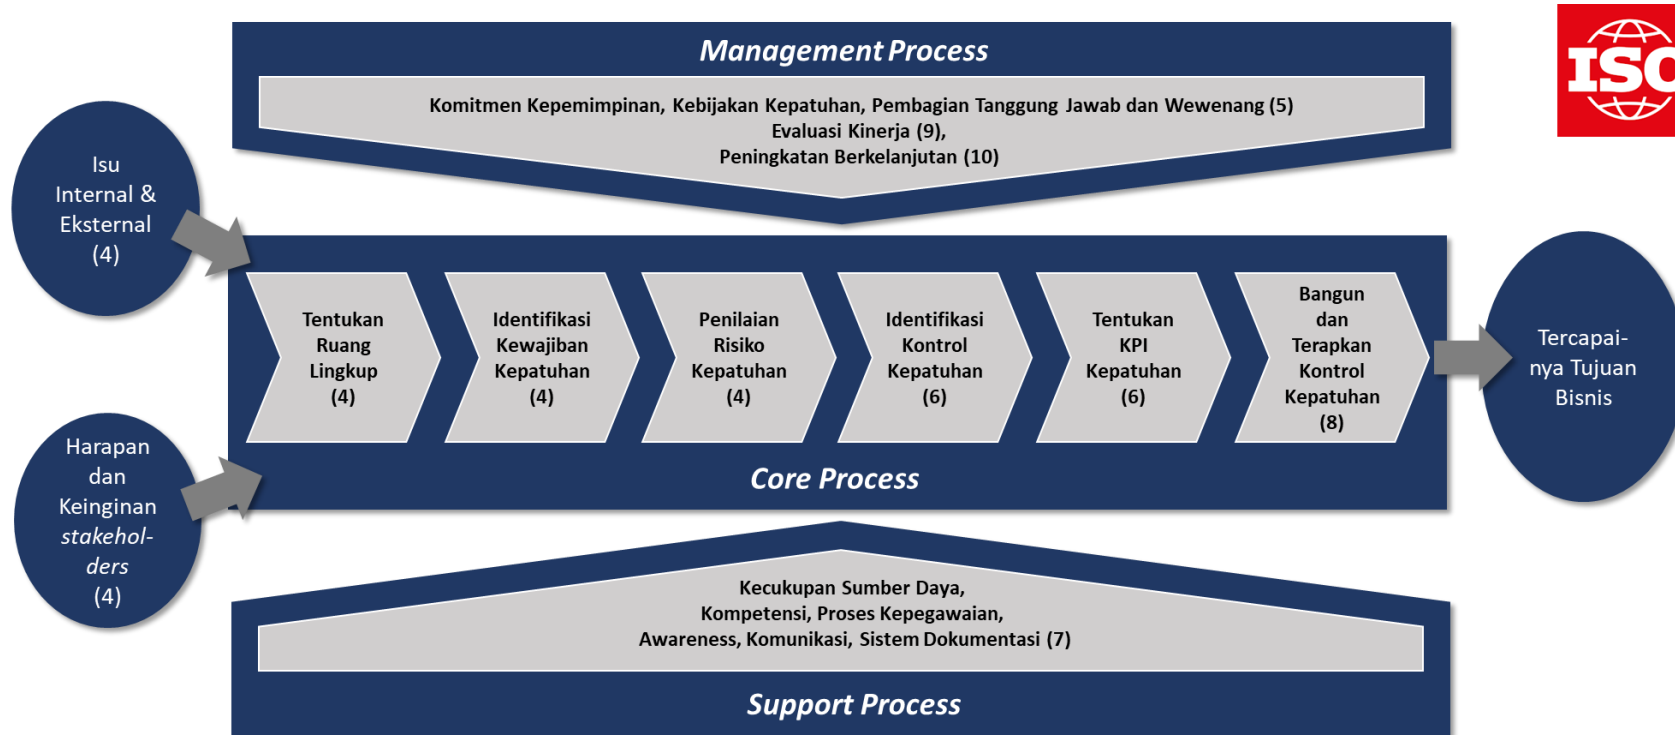 Management Process
Komitmen Kepemimpinan, Kebijakan Kepatuhan, Pembagian Tanggung Jawab dan Wewenang (5)
Evaluasi Kinerja (9),
Peningkatan Berkelanjutan (10)
ISO
Isu
Internal &
Eksternal
(4)
Harapan
dan
Keinginan
stakehol-
ders
(4)
Tentukan
Ruang
Lingkup
(4)
Identifikasi
Kewajiban
Kepatuhan
(4)
Penilaian
Risiko
Kepatuhan
(4)
Identifikasi
Kontrol
Kepatuhan
(6)
Tentukan
KPI
Kepatuhan
(6)
Bangun
dan
Terapkan
Kontrol
Kepatuhan
(8)
Core Process
Tercapai-
nya Tujuan
Bisnis
Kecukupan Sumber Daya,
Kompetensi, Proses Kepegawaian,
Awareness, Komunikasi, Sistem Dokumentasi (7)
Support Process